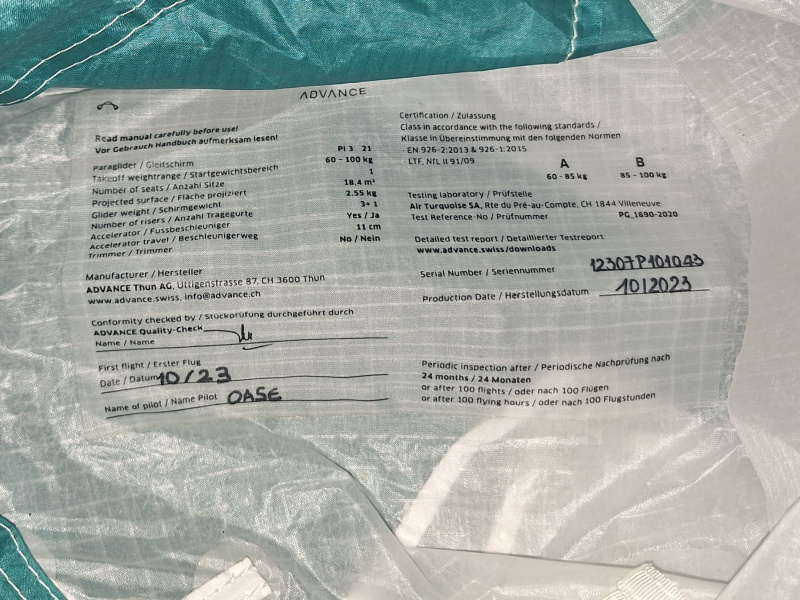 ADVANCE
Read manual carefully before use!
Vor Gebrauch Handbuch aufmerksam lesen!
Paraglider / Gleitschirm PI 3 21
Takeoff weightrange / Startgewichtsbereich 60 - 100 kg
Number of seats / Anzahl Sitze 1
Projected surface / Fläche projiziert 18.4 m²
Glider weight / Schirmgewicht 2.55 kg
Number of risers / Anzahl Tragegurte 3+ 1
Accelerator / Fussbeschleuniger Yes / Ja
Accelerator travel / Beschleunigerweg 11 cm
Trimmer / Trimmer No / Nein
Manufacturer / Hersteller
ADVANCE Thun AG, Uttigenstrasse 87, CH 3600 Thun
www.advance.swiss, info@advance.ch
Conformity checked by / Stückprüfung durchgeführt durch
ADVANCE Quality-Check
Name / Name
First flight / Erster Flug
Date / Datum 10/23
Name of pilot / Name Pilot OASE
Certification / Zulassung
Class in accordance with the following standards /
Klasse in Übereinstimmung mit den folgenden Normen
EN 926-2:2013 & 926-1:2015
LTF, NfL II 91/09
A B
60 - 85 kg 85 - 100 kg
Testing laboratory / Prüfstelle
Air Turquoise SA, Rte du Pré-au-Compte, CH 1844 Villeneuve
Test Reference-No / Prüfnummer PG_1690-2020
Detailed test report / Detaillierter Testreport
www.advance.swiss/downloads
Serial Number / Seriennummer 12307P101043
Production Date / Herstellungsdatum 10/2023
Periodic inspection after / Periodische Nachprüfung nach
24 months / 24 Monaten
or after 100 flights / oder nach 100 Flügen
or after 100 flying hours / oder nach 100 Flugstunden